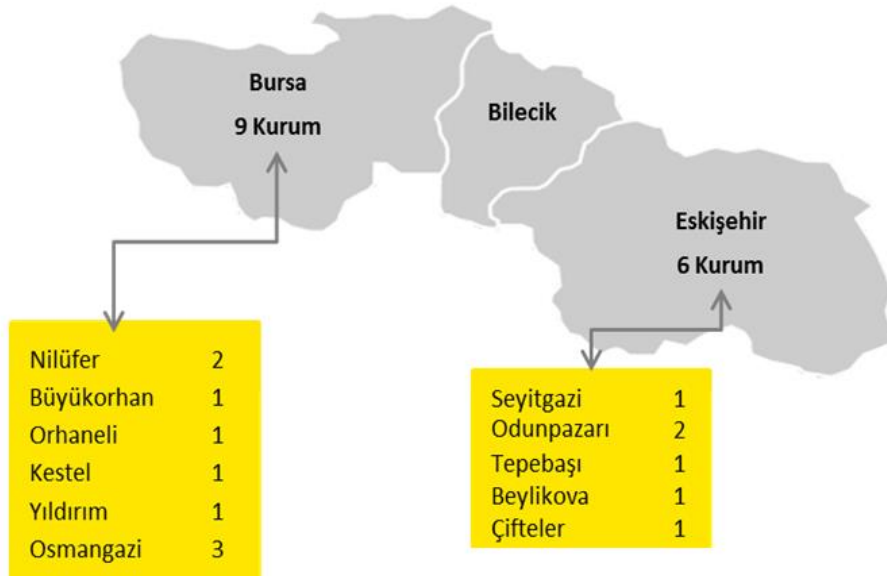 Bursa
9 Kurum
Bilecik
Eskişehir
6 Kurum
Nilüfer 2
Büyükorhan 1
Orhaneli 1
Kestel 1
Yıldırım 1
Osmangazi 3
Seyitgazi 1
Odunpazarı 2
Tepebaşı 1
Beylikova 1
Çifteler 1